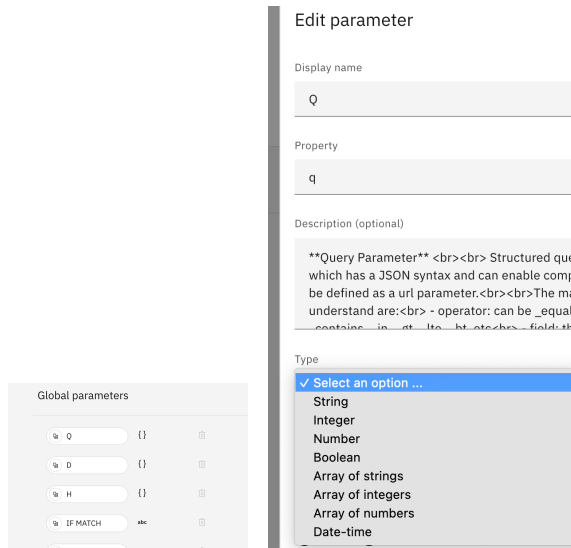 Edit parameter
Display name
Q
Property
q
Description (optional)
**Query Parameter** <br><br> Structured que
which has a JSON syntax and can enable comp
be defined as a url parameter.<br><br>The ma
understand are:<br> - operator: can be _equal
Type
✓ Select an option ...
String
Integer
Number
Boolean
Array of strings
Array of integers
Array of numbers
Date-time
Global parameters
Q {}
D {}
H {}
IF MATCH abc